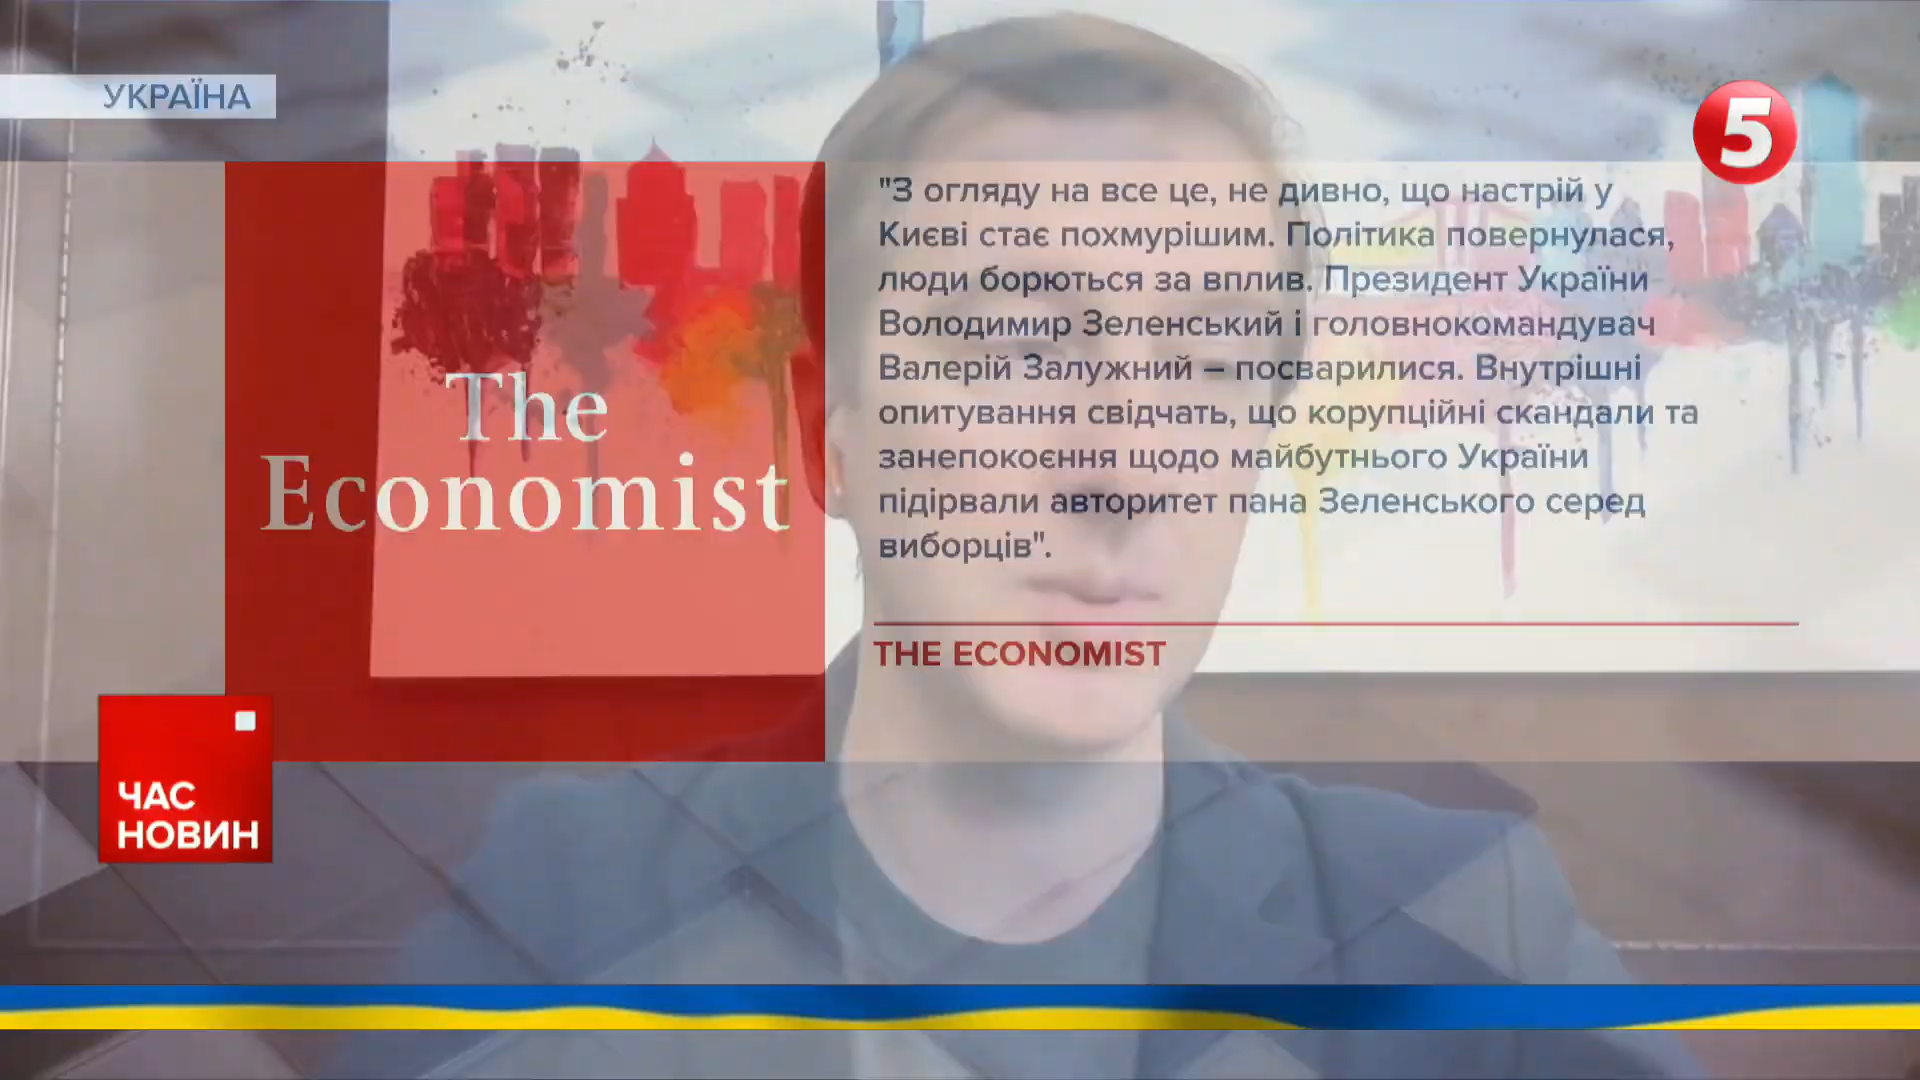 УКРАЇНА
5
"З огляду на все це, не дивно, що настрій у
Києві стає похмурішим. Політика повернулася,
люди борються за вплив. Президент України
Володимир Зеленський і головнокомандувач
Валерій Залужний – посварилися. Внутрішні
опитування свідчать, що корупційні скандали та
занепокоєння щодо майбутнього України
підірвали авторитет пана Зеленського серед
виборців".
THE ECONOMIST
The
Economist
ЧАС
НОВИН